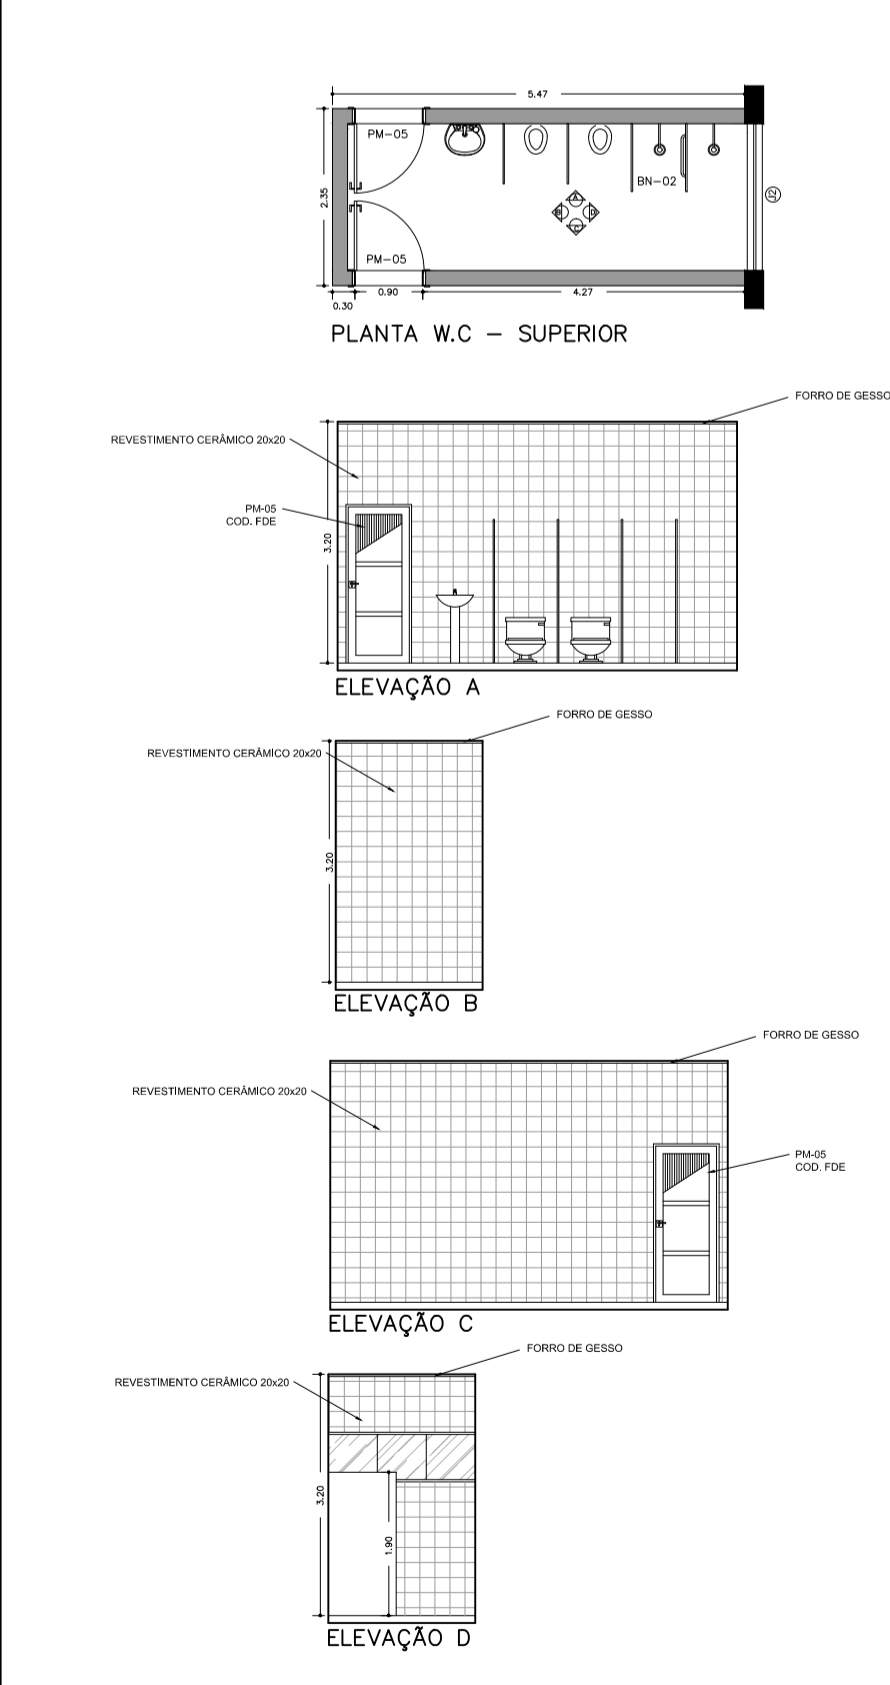 5.47
PM-05
2.35
BN-02
A
B
D
C
J2
PM-05
0.90
4.27
0.30
PLANTA W.C - SUPERIOR
FORRO DE GESSO
REVESTIMENTO CERÂMICO 20x20
PM-05
COD. FDE
3.20
ELEVAÇÃO A
FORRO DE GESSO
REVESTIMENTO CERÂMICO 20x20
3.20
ELEVAÇÃO B
FORRO DE GESSO
REVESTIMENTO CERÂMICO 20x20
PM-05
COD. FDE
ELEVAÇÃO C
FORRO DE GESSO
REVESTIMENTO CERÂMICO 20x20
3.20
1.90
ELEVAÇÃO D